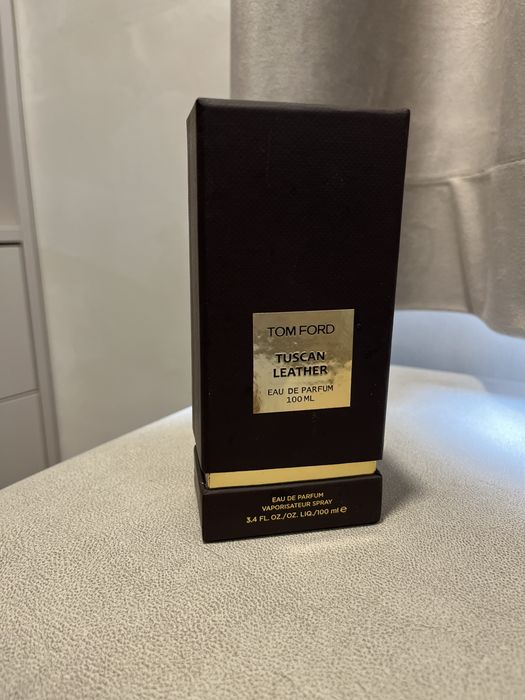 TOM FORD
TUSCAN
LEATHER
EAU DE PARFUM
100 ML
EAU DE PARFUM
VAPORISATEUR SPRAY
3.4 FL. OZ./OZ. LIQ./100 ml ℮